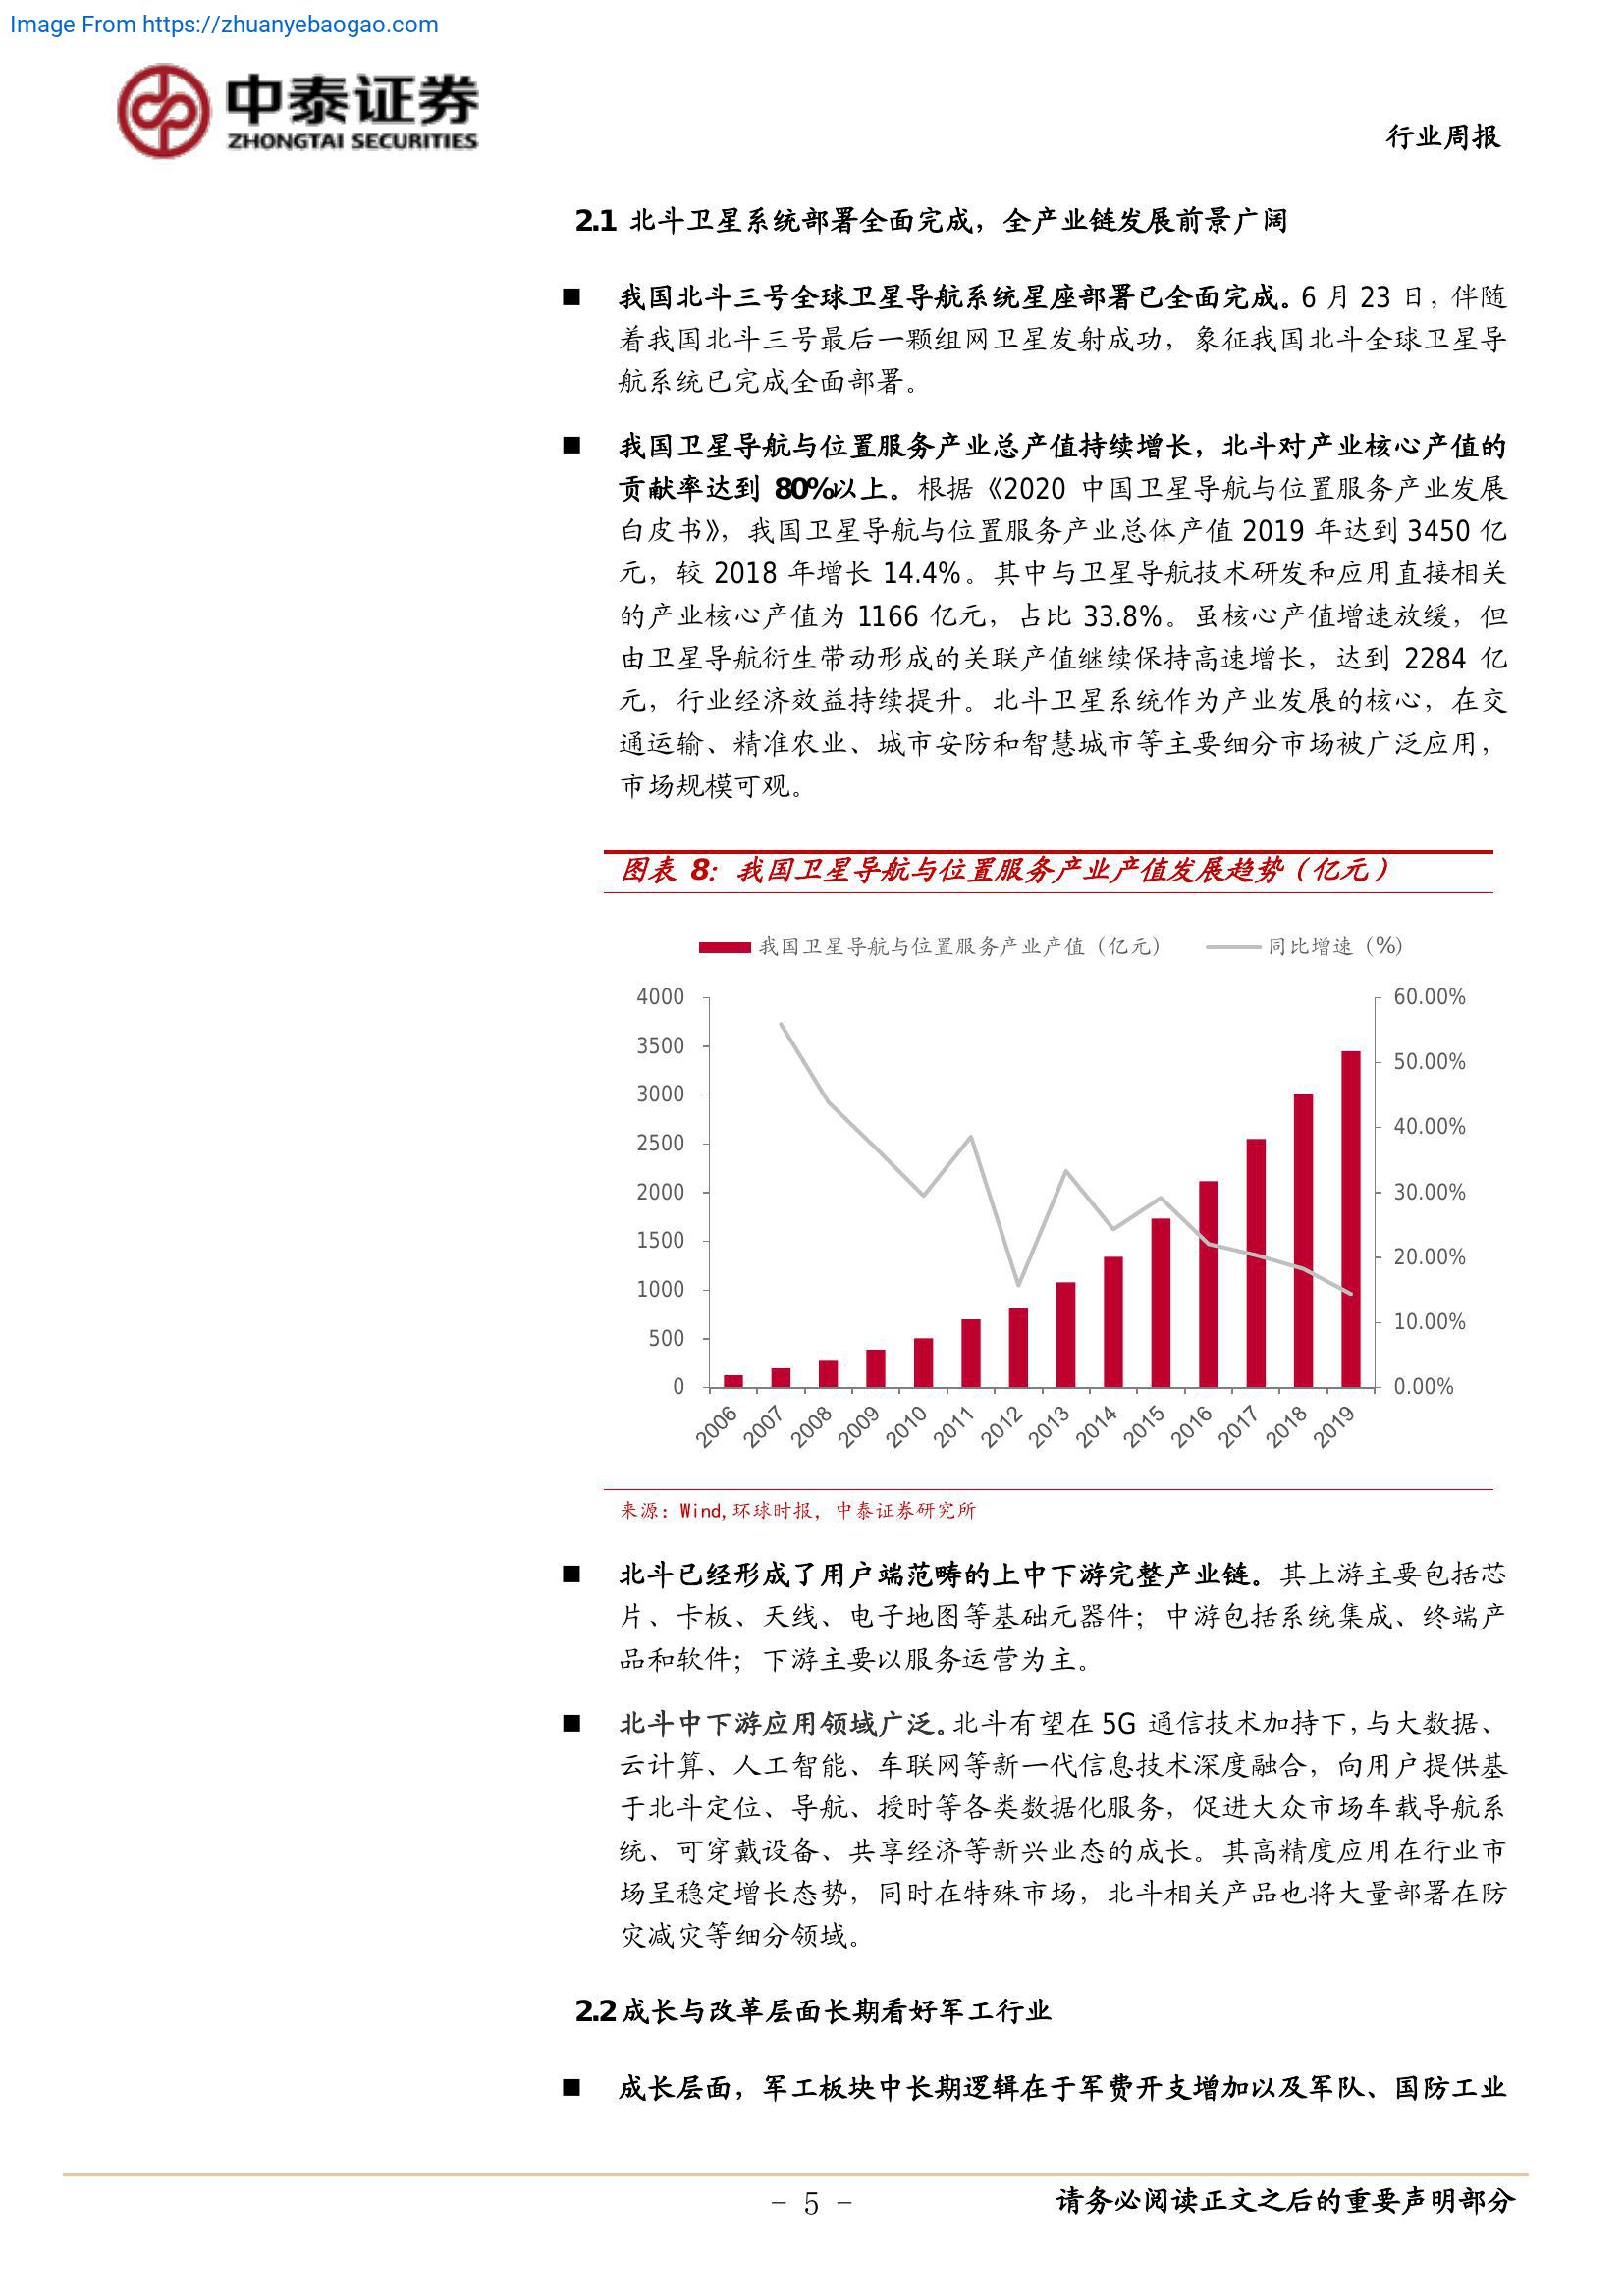 Image From https://zhuanyebaogao.com
中泰证券
ZHONGTAI SECURITIES
行业周报
2.1 北斗卫星系统部署全面完成，全产业链发展前景广阔
■ 我国北斗三号全球卫星导航系统星座部署已全面完成。6 月 23 日，伴随
着我国北斗三号最后一颗组网卫星发射成功，象征我国北斗全球卫星导
航系统已完成全面部署。
■ 我国卫星导航与位置服务产业总产值持续增长，北斗对产业核心产值的
贡献率达到 80%以上。根据《2020 中国卫星导航与位置服务产业发展
白皮书》，我国卫星导航与位置服务产业总体产值 2019 年达到 3450 亿
元，较 2018 年增长 14.4%。其中与卫星导航技术研发和应用直接相关
的产业核心产值为 1166 亿元，占比 33.8%。虽核心产值增速放缓，但
由卫星导航衍生带动形成的关联产值继续保持高速增长，达到 2284 亿
元，行业经济效益持续提升。北斗卫星系统作为产业发展的核心，在交
通运输、精准农业、城市安防和智慧城市等主要细分市场被广泛应用，
市场规模可观。
图表 8：我国卫星导航与位置服务产业产值发展趋势（亿元）
我国卫星导航与位置服务产业产值（亿元） 同比增速（%）
4000 60.00%
3500 50.00%
3000 40.00%
2500
2000 30.00%
1500 20.00%
1000 10.00%
500
0 0.00%
2006 2007 2008 2009 2010 2011 2012 2013 2014 2015 2016 2017 2018 2019
来源：Wind,环球时报，中泰证券研究所
■ 北斗已经形成了用户端范畴的上中下游完整产业链。其上游主要包括芯
片、卡板、天线、电子地图等基础元器件；中游包括系统集成、终端产
品和软件；下游主要以服务运营为主。
■ 北斗中下游应用领域广泛。北斗有望在 5G 通信技术加持下，与大数据、
云计算、人工智能、车联网等新一代信息技术深度融合，向用户提供基
于北斗定位、导航、授时等各类数据化服务，促进大众市场车载导航系
统、可穿戴设备、共享经济等新兴业态的成长。其高精度应用在行业市
场呈稳定增长态势，同时在特殊市场，北斗相关产品也将大量部署在防
灾减灾等细分领域。
2.2 成长与改革层面长期看好军工行业
■ 成长层面，军工板块中长期逻辑在于军费开支增加以及军队、国防工业
- 5 -
请务必阅读正文之后的重要声明部分